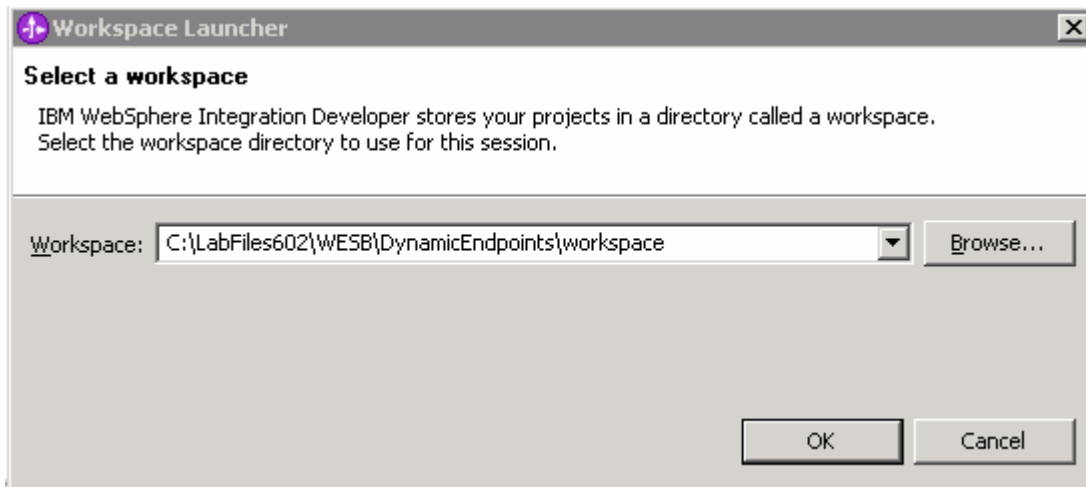 Workspace Launcher
Select a workspace
IBM WebSphere Integration Developer stores your projects in a directory called a workspace.
Select the workspace directory to use for this session.
Workspace: C:\LabFiles602\WESB\DynamicEndpoints\workspace Browse...
OK Cancel